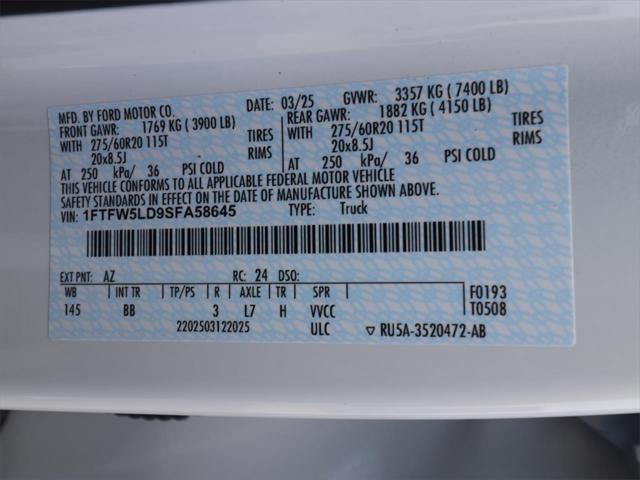 MFD. BY FORD MOTOR CO.
DATE: 03/25 GVWR: 3357 KG ( 7400 LB)
FRONT GAWR: 1769 KG ( 3900 LB) REAR GAWR: 1882 KG ( 4150 LB)
WITH 275/60R20 115T TIRES WITH 275/60R20 115T TIRES
20x8.5J RIMS 20x8.5J RIMS
AT 250 kPa/ 36 PSI COLD AT 250 kPa/ 36 PSI COLD
THIS VEHICLE CONFORMS TO ALL APPLICABLE FEDERAL MOTOR VEHICLE
SAFETY STANDARDS IN EFFECT ON THE DATE OF MANUFACTURE SHOWN ABOVE.
VIN: 1FTFW5LD9SFA58645 TYPE: Truck
EXT PNT: AZ RC: 24 DSO:
WB INT TR TP/PS R AXLE TR SPR F0193
145 BB 3 L7 H VVCC T0508
2202503122025 ULC ▼ RU5A-3520472-AB